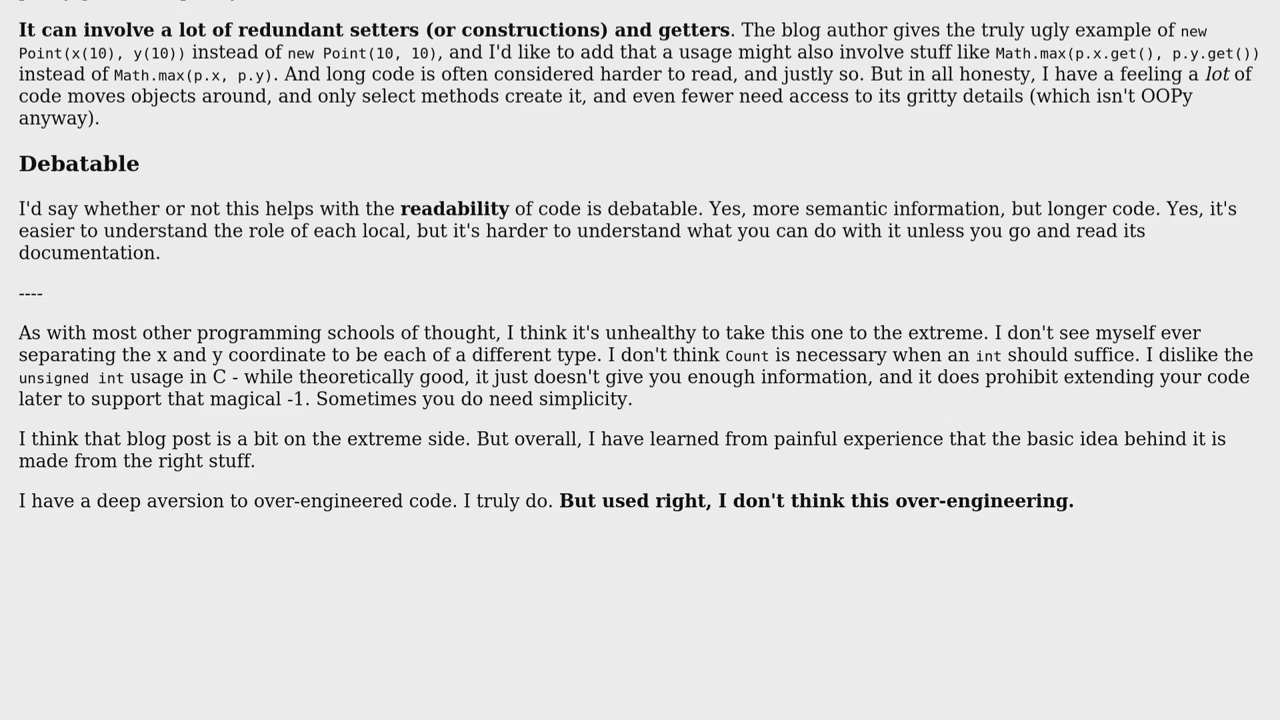 It can involve a lot of redundant setters (or constructions) and getters. The blog author gives the truly ugly example of new
Point(x(10), y(10)) instead of new Point(10, 10), and I'd like to add that a usage might also involve stuff like Math.max(p.x.get(), p.y.get())
instead of Math.max(p.x, p.y). And long code is often considered harder to read, and justly so. But in all honesty, I have a feeling a lot of
code moves objects around, and only select methods create it, and even fewer need access to its gritty details (which isn't OOPy
anyway).
Debatable
I'd say whether or not this helps with the readability of code is debatable. Yes, more semantic information, but longer code. Yes, it's
easier to understand the role of each local, but it's harder to understand what you can do with it unless you go and read its
documentation.
----
As with most other programming schools of thought, I think it's unhealthy to take this one to the extreme. I don't see myself ever
separating the x and y coordinate to be each of a different type. I don't think Count is necessary when an int should suffice. I dislike the
unsigned int usage in C - while theoretically good, it just doesn't give you enough information, and it does prohibit extending your code
later to support that magical -1. Sometimes you do need simplicity.
I think that blog post is a bit on the extreme side. But overall, I have learned from painful experience that the basic idea behind it is
made from the right stuff.
I have a deep aversion to over-engineered code. I truly do. But used right, I don't think this over-engineering.